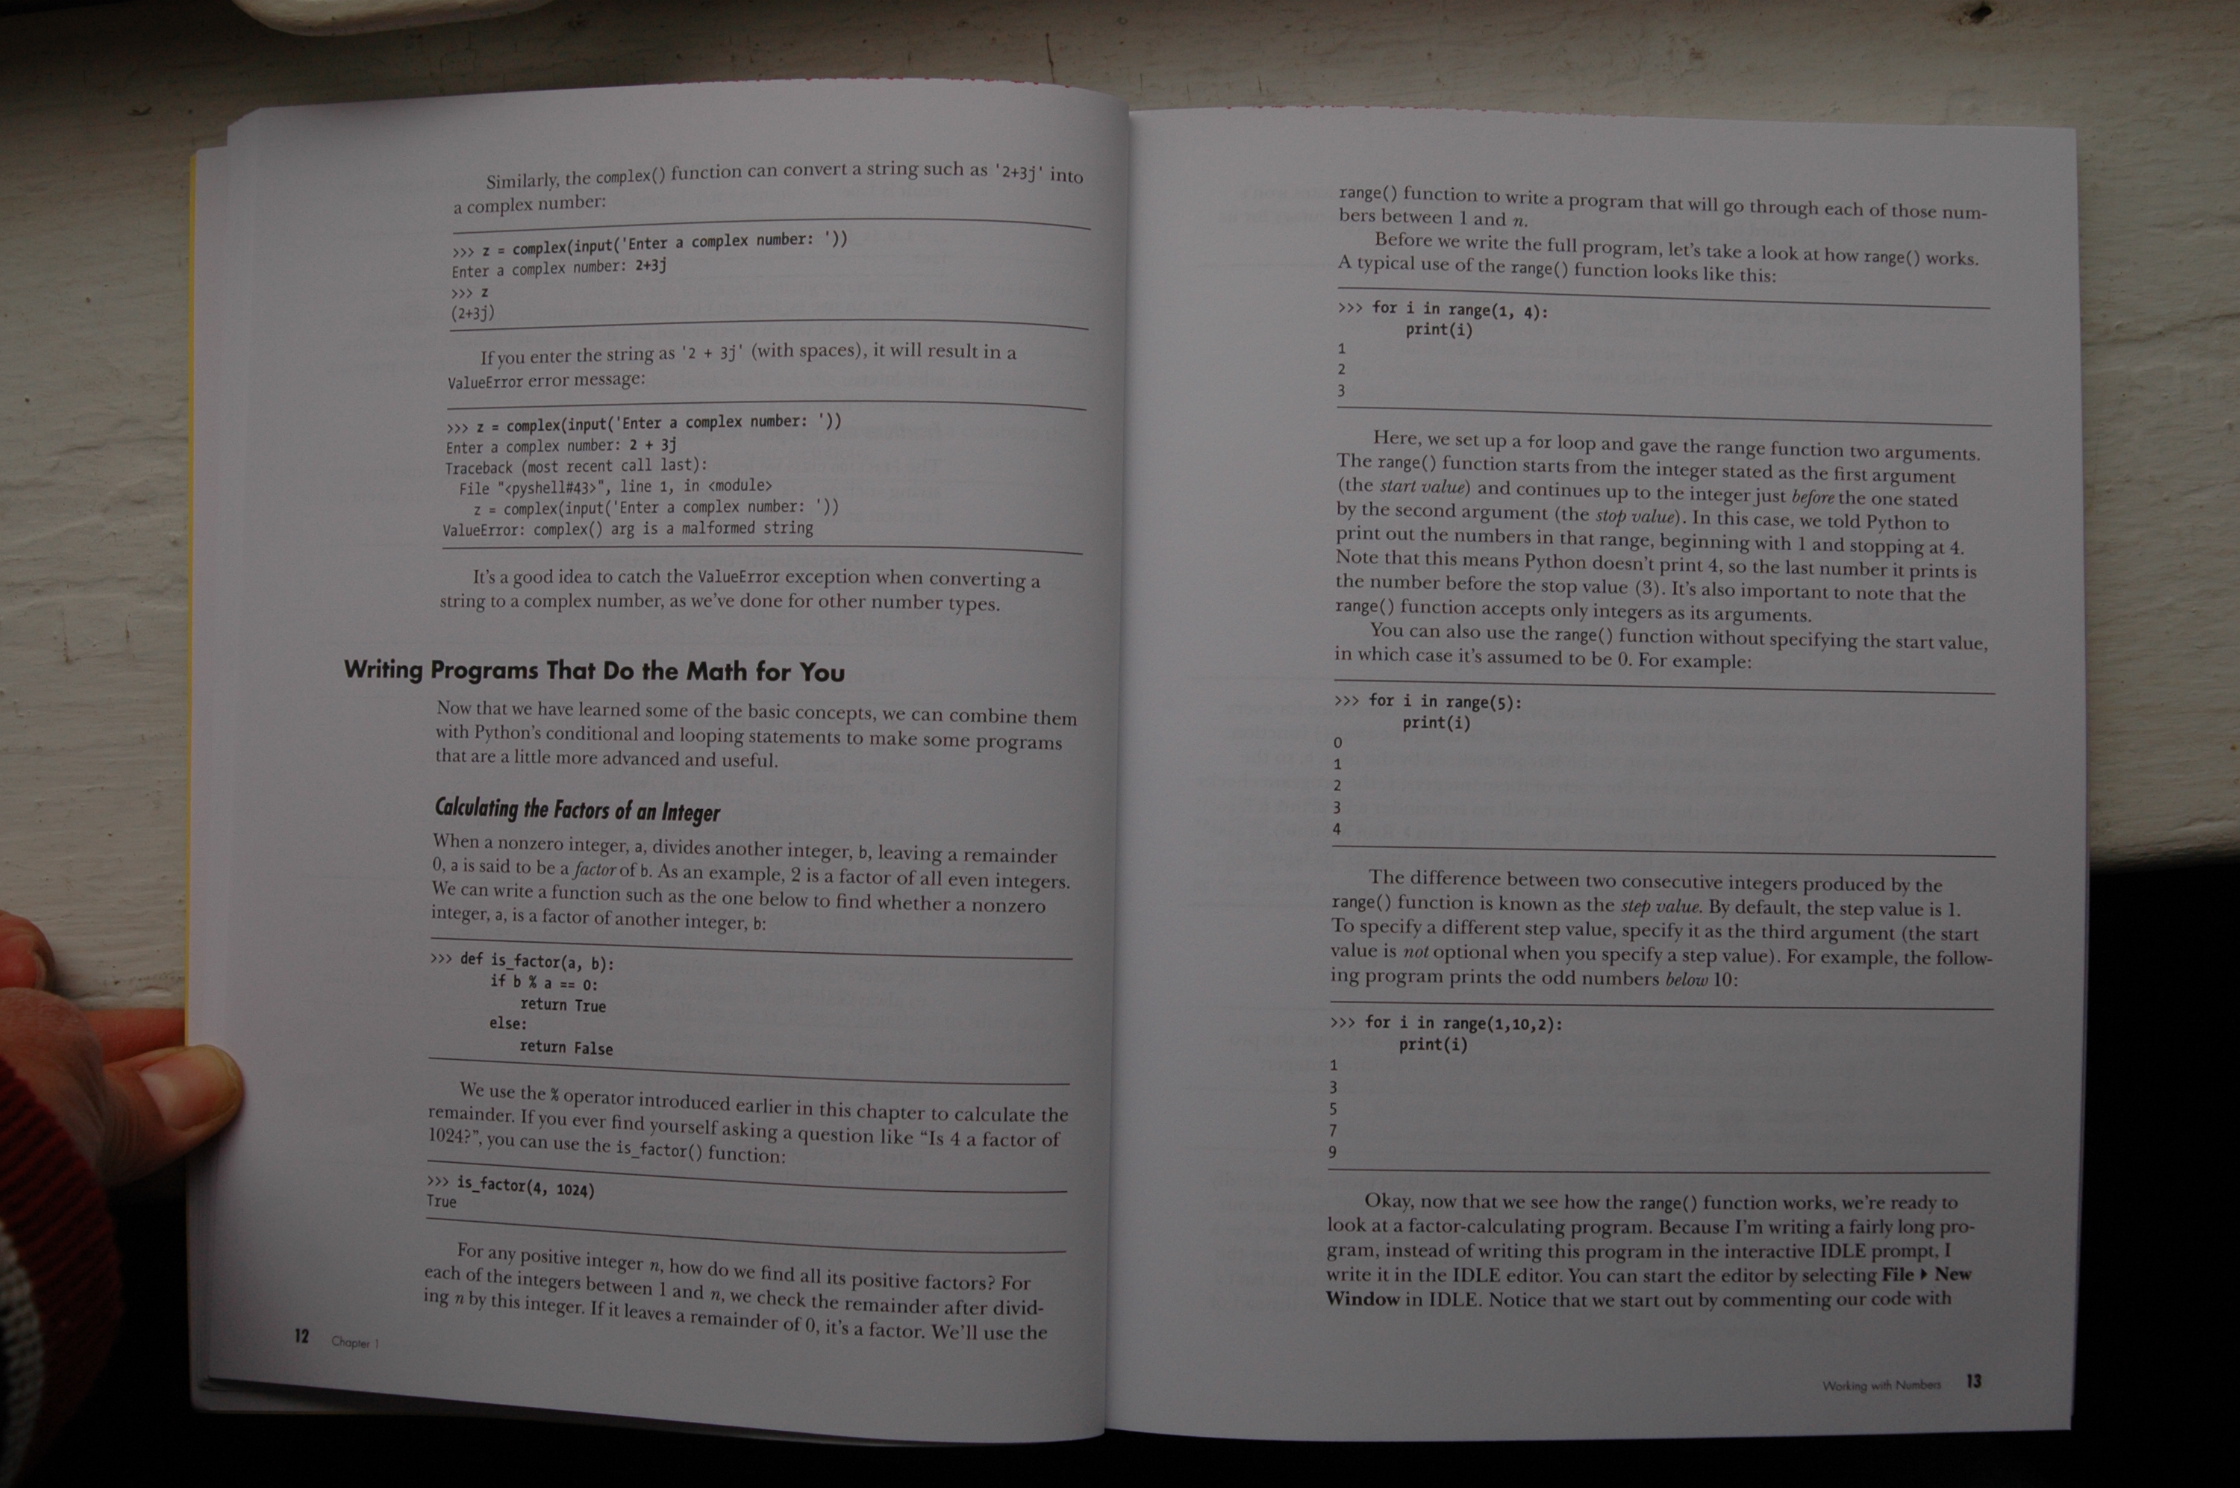 Similarly, the complex() function can convert a string such as '2+3j' into
a complex number:
>>> z = complex(input('Enter a complex number: '))
Enter a complex number: 2+3j
>>> z
(2+3j)
If you enter the string as '2 + 3j' (with spaces), it will result in a
ValueError error message:
>>> z = complex(input('Enter a complex number: '))
Enter a complex number: 2 + 3j
Traceback (most recent call last):
File "<pyshell#43>", line 1, in <module>
z = complex(input('Enter a complex number: '))
ValueError: complex() arg is a malformed string
It's a good idea to catch the ValueError exception when converting a
string to a complex number, as we've done for other number types.
Writing Programs That Do the Math for You
Now that we have learned some of the basic concepts, we can combine them
with Python's conditional and looping statements to make some programs
that are a little more advanced and useful.
Calculating the Factors of an Integer
When a nonzero integer, a, divides another integer, b, leaving a remainder
0, a is said to be a factor of b. As an example, 2 is a factor of all even integers.
We can write a function such as the one below to find whether a nonzero
integer, a, is a factor of another integer, b:
>>> def is_factor(a, b):
if b % a == 0:
return True
else:
return False
We use the % operator introduced earlier in this chapter to calculate the
remainder. If you ever find yourself asking a question like “Is 4 a factor of
1024?”, you can use the is_factor() function:
>>> is_factor(4, 1024)
True
For any positive integer n, how do we find all its positive factors? For
each of the integers between 1 and n, we check the remainder after divid-
ing n by this integer. If it leaves a remainder of 0, it's a factor. We'll use the
12 Chapter 1
range() function to write a program that will go through each of those num-
bers between 1 and n.
Before we write the full program, let's take a look at how range() works.
A typical use of the range() function looks like this:
>>> for i in range(1, 4):
print(i)
1
2
3
Here, we set up a for loop and gave the range function two arguments.
The range() function starts from the integer stated as the first argument
(the start value) and continues up to the integer just before the one stated
by the second argument (the stop value). In this case, we told Python to
print out the numbers in that range, beginning with 1 and stopping at 4.
Note that this means Python doesn't print 4, so the last number it prints is
the number before the stop value (3). It's also important to note that the
range() function accepts only integers as its arguments.
You can also use the range() function without specifying the start value,
in which case it's assumed to be 0. For example:
>>> for i in range(5):
print(i)
0
1
2
3
4
The difference between two consecutive integers produced by the
range() function is known as the step value. By default, the step value is 1.
To specify a different step value, specify it as the third argument (the start
value is not optional when you specify a step value). For example, the follow-
ing program prints the odd numbers below 10:
>>> for i in range(1,10,2):
print(i)
1
3
5
7
9
Okay, now that we see how the range() function works, we're ready to
look at a factor-calculating program. Because I'm writing a fairly long pro-
gram, instead of writing this program in the interactive IDLE prompt, I
write it in the IDLE editor. You can start the editor by selecting File ▸ New
Window in IDLE. Notice that we start out by commenting our code with
Working with Numbers 13